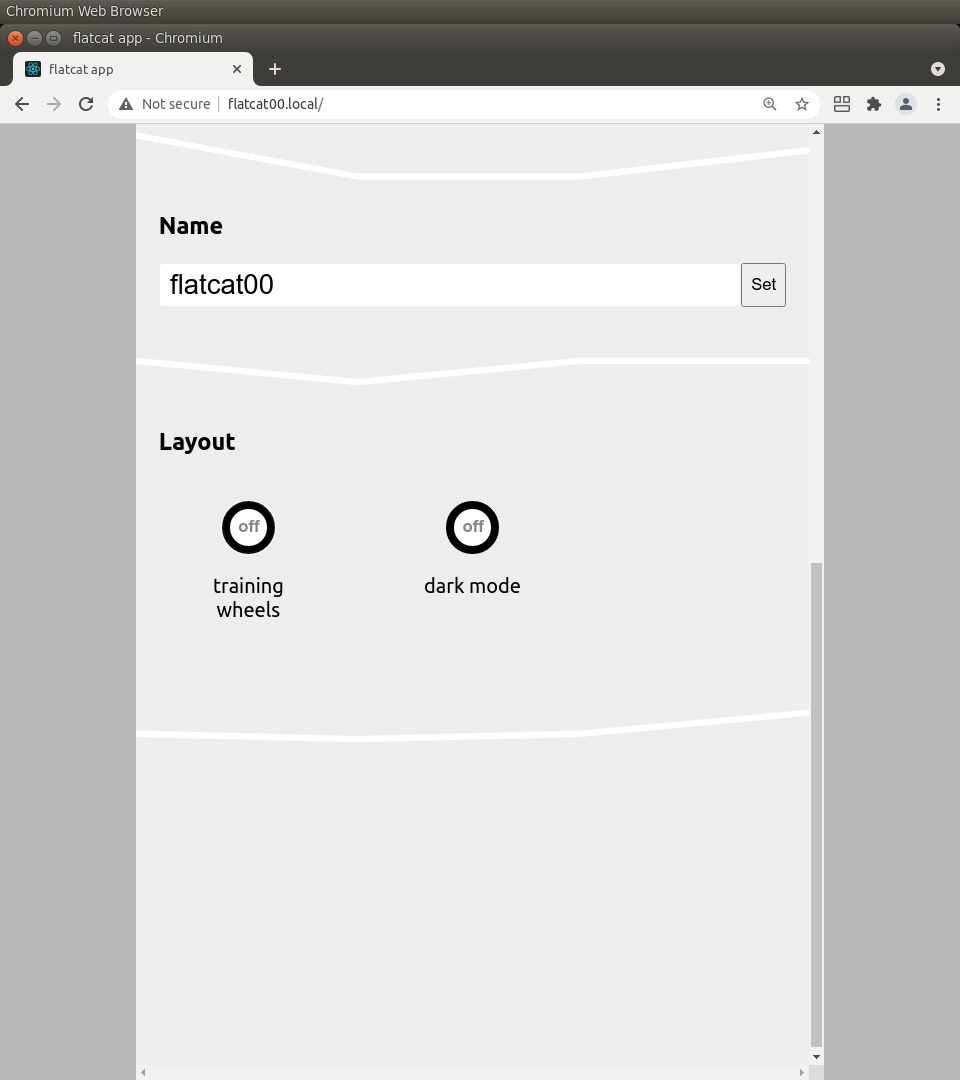 Chromium Web Browser
flatcat app - Chromium
flatcat app
Not secure flatcat00.local/
Name
flatcat00 Set
Layout
off off
training dark mode
wheels